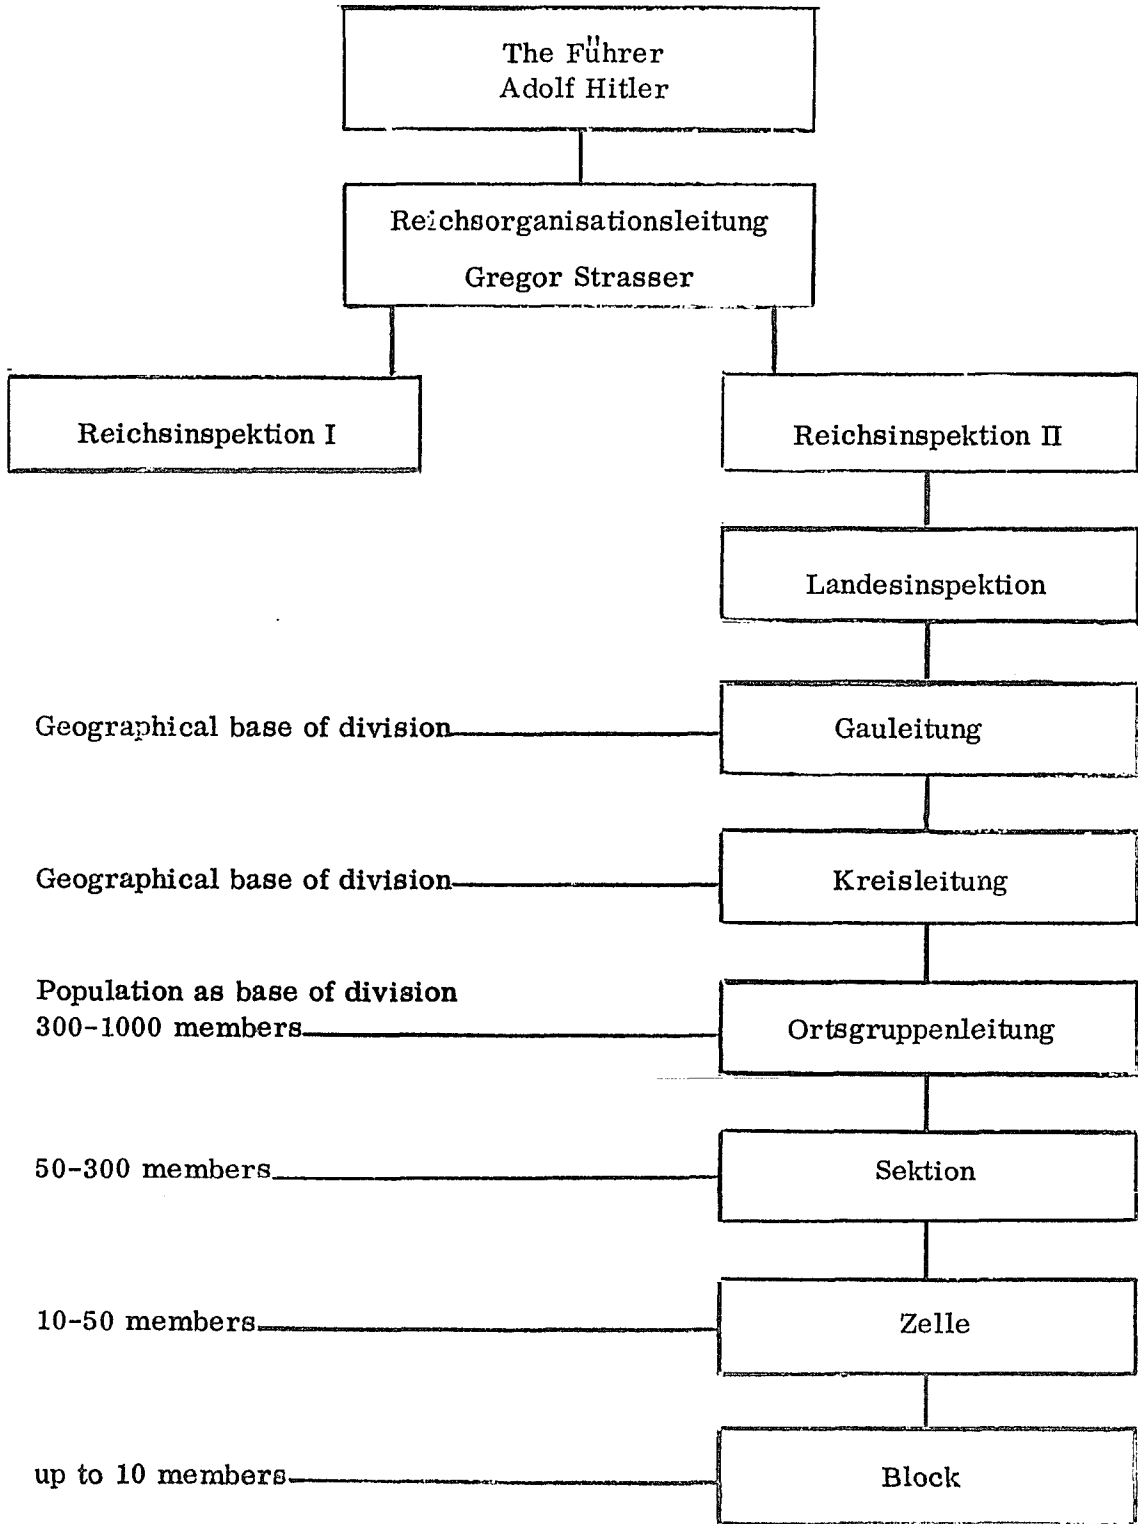 The Führer
Adolf Hitler
Reichsorganisationsleitung
Gregor Strasser
Reichsinspektion I
Reichsinspektion II
Landesinspektion
Geographical base of division
Gauleitung
Geographical base of division
Kreisleitung
Population as base of division
300-1000 members
Ortsgruppenleitung
50-300 members
Sektion
10-50 members
Zelle
up to 10 members
Block